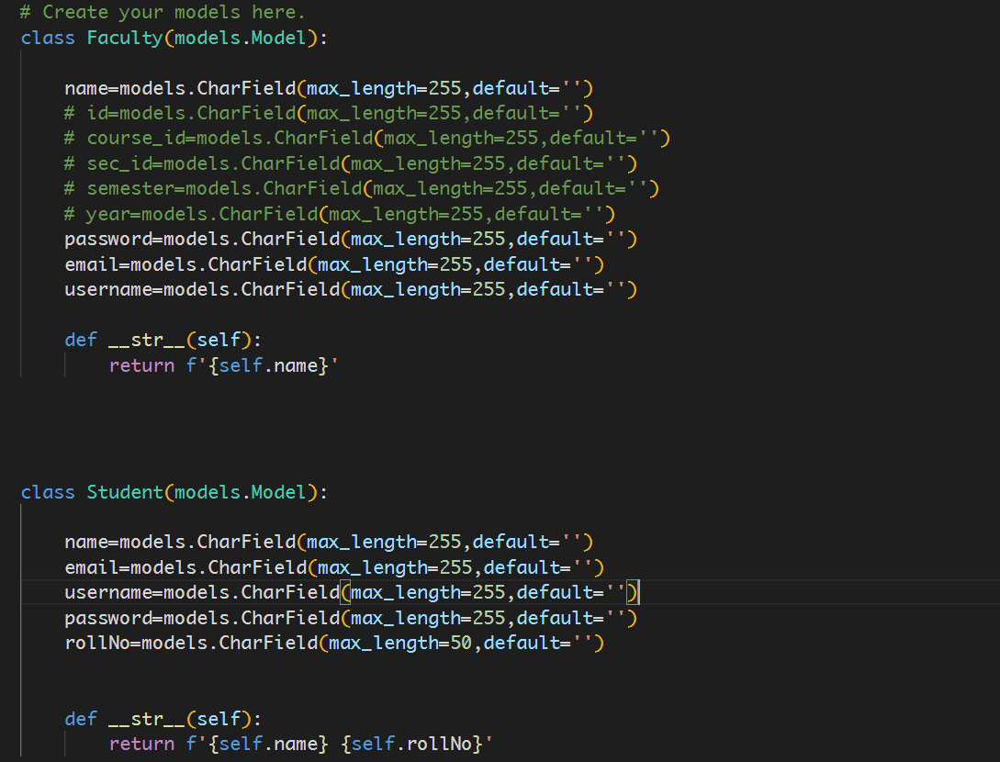 # Create your models here.
class Faculty(models.Model):
name=models.CharField(max_length=255,default='')
# id=models.CharField(max_length=255,default='')
# course_id=models.CharField(max_length=255,default='')
# sec_id=models.CharField(max_length=255,default='')
# semester=models.CharField(max_length=255,default='')
# year=models.CharField(max_length=255,default='')
password=models.CharField(max_length=255,default='')
email=models.CharField(max_length=255,default='')
username=models.CharField(max_length=255,default='')
def __str__(self):
return f'{self.name}'
class Student(models.Model):
name=models.CharField(max_length=255,default='')
email=models.CharField(max_length=255,default='')
username=models.CharField(max_length=255,default='')
password=models.CharField(max_length=255,default='')
rollNo=models.CharField(max_length=50,default='')
def __str__(self):
return f'{self.name} {self.rollNo}'